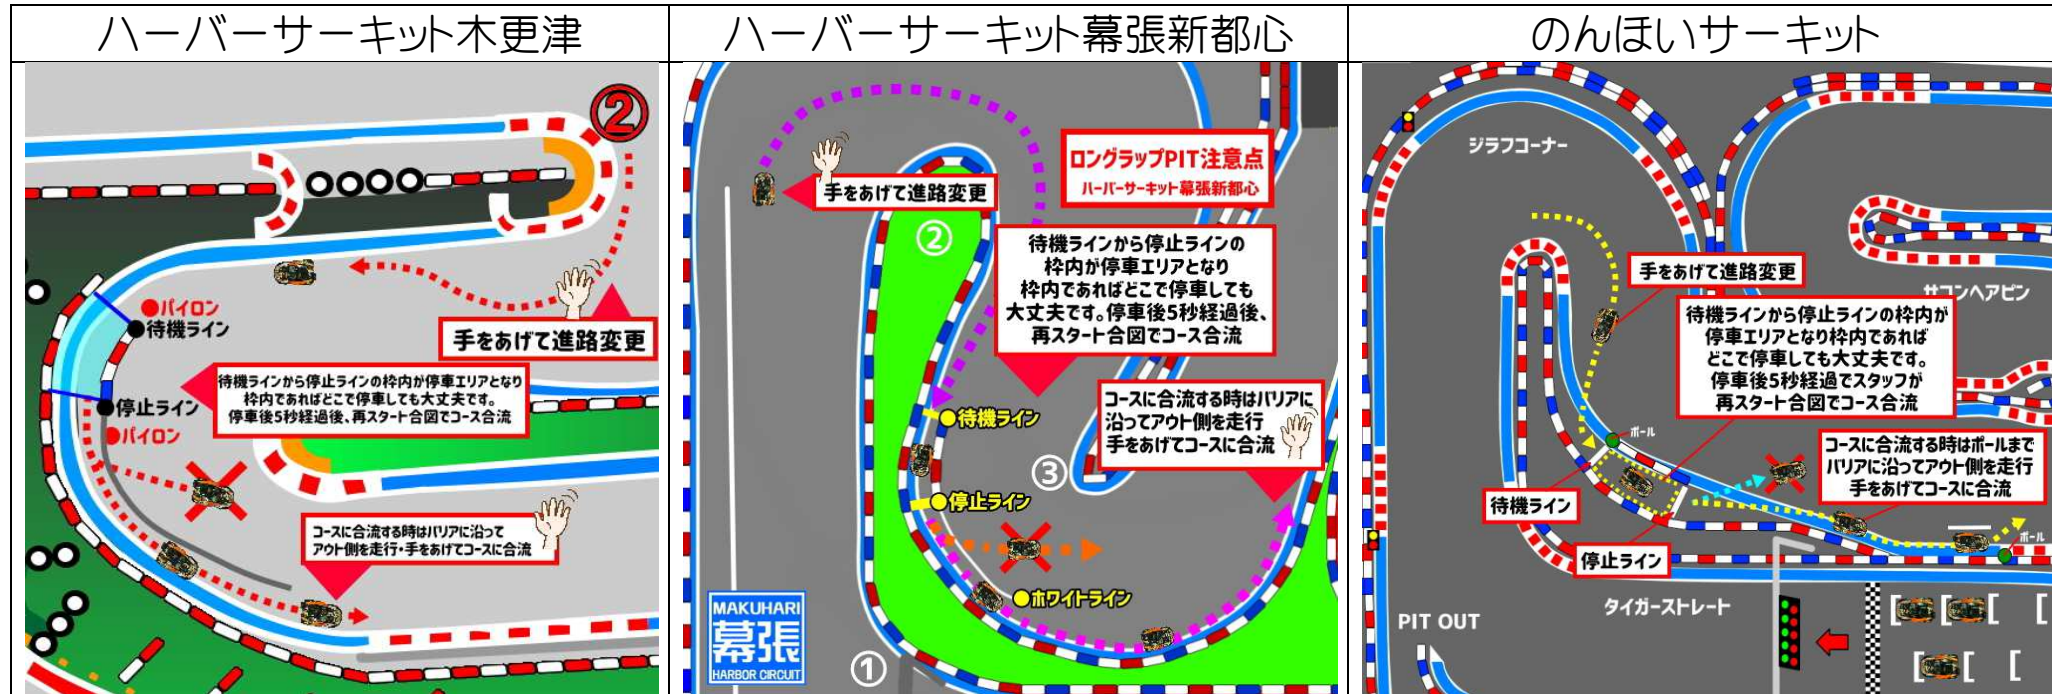 ハーバーサーキット木更津
ハーバーサーキット幕張新都心
のんほいサーキット
②
手をあげて進路変更
●パイロン
●待機ライン
待機ラインから停止ラインの枠内が停車エリアとなり
枠内であればどこで停車しても大丈夫です。
停車後5秒経過後、再スタート合図でコース合流
●停止ライン
●パイロン
コースに合流する時はバリアに沿って
アウト側を走行・手をあげてコースに合流
ロングラップPIT注意点
ハーバーサーキット幕張新都心
手をあげて進路変更
②
待機ラインから停止ラインの
枠内が停車エリアとなり
枠内であればどこで停車しても
大丈夫です。停車後5秒経過後、
再スタート合図でコース合流
コースに合流する時はバリアに
沿ってアウト側を走行
手をあげてコースに合流
待機ライン
③
停止ライン
ホワイトライン
MAKUHARI
幕張
HARBOR CIRCUIT
①
ジラフコーナー
手をあげて進路変更
サコンヘアピン
待機ラインから停止ラインの枠内が
停車エリアとなり枠内であれば
どこで停車しても大丈夫です。
停車後5秒経過でスタッフが
再スタート合図でコース合流
ポール
コースに合流する時はポールまで
バリアに沿ってアウト側を走行
手をあげてコースに合流
待機ライン
ポール
停止ライン
タイガーストレート
PIT OUT